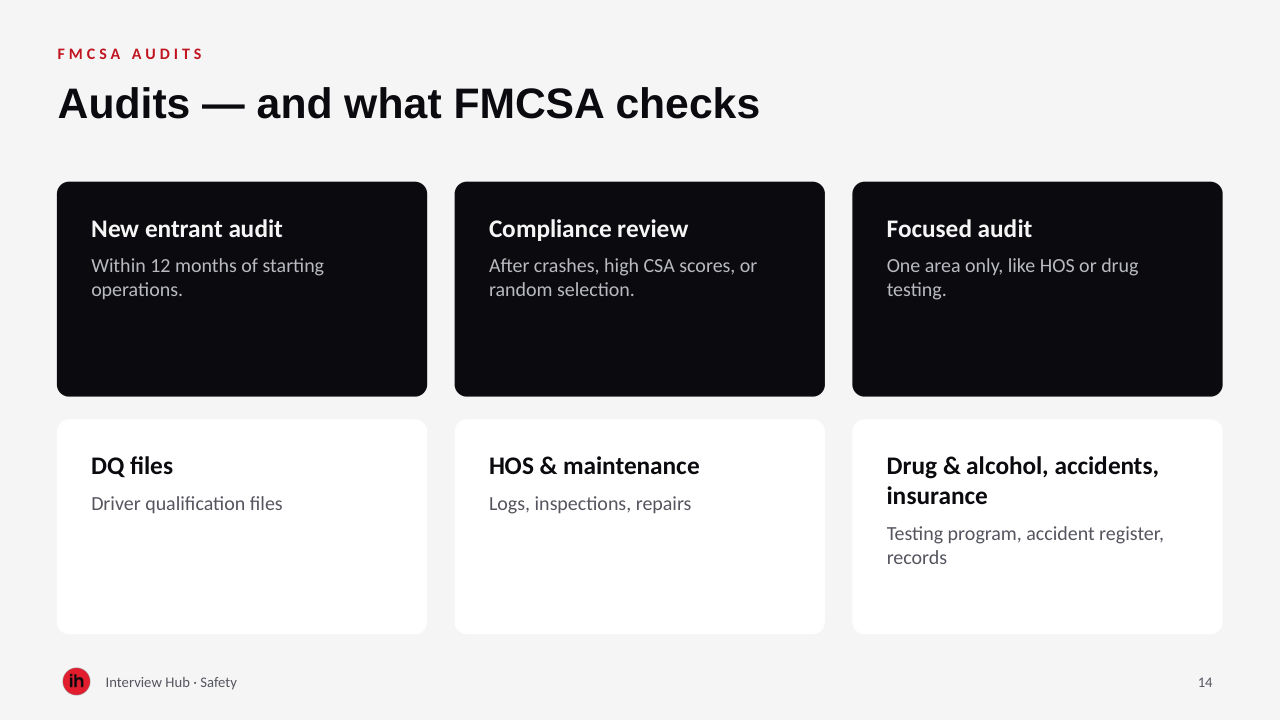 FMCSA AUDITS
Audits — and what FMCSA checks
New entrant audit
Within 12 months of starting
operations.
Compliance review
After crashes, high CSA scores, or
random selection.
Focused audit
One area only, like HOS or drug
testing.
DQ files
Driver qualification files
HOS & maintenance
Logs, inspections, repairs
Drug & alcohol, accidents,
insurance
Testing program, accident register,
records
ih
Interview Hub · Safety
14